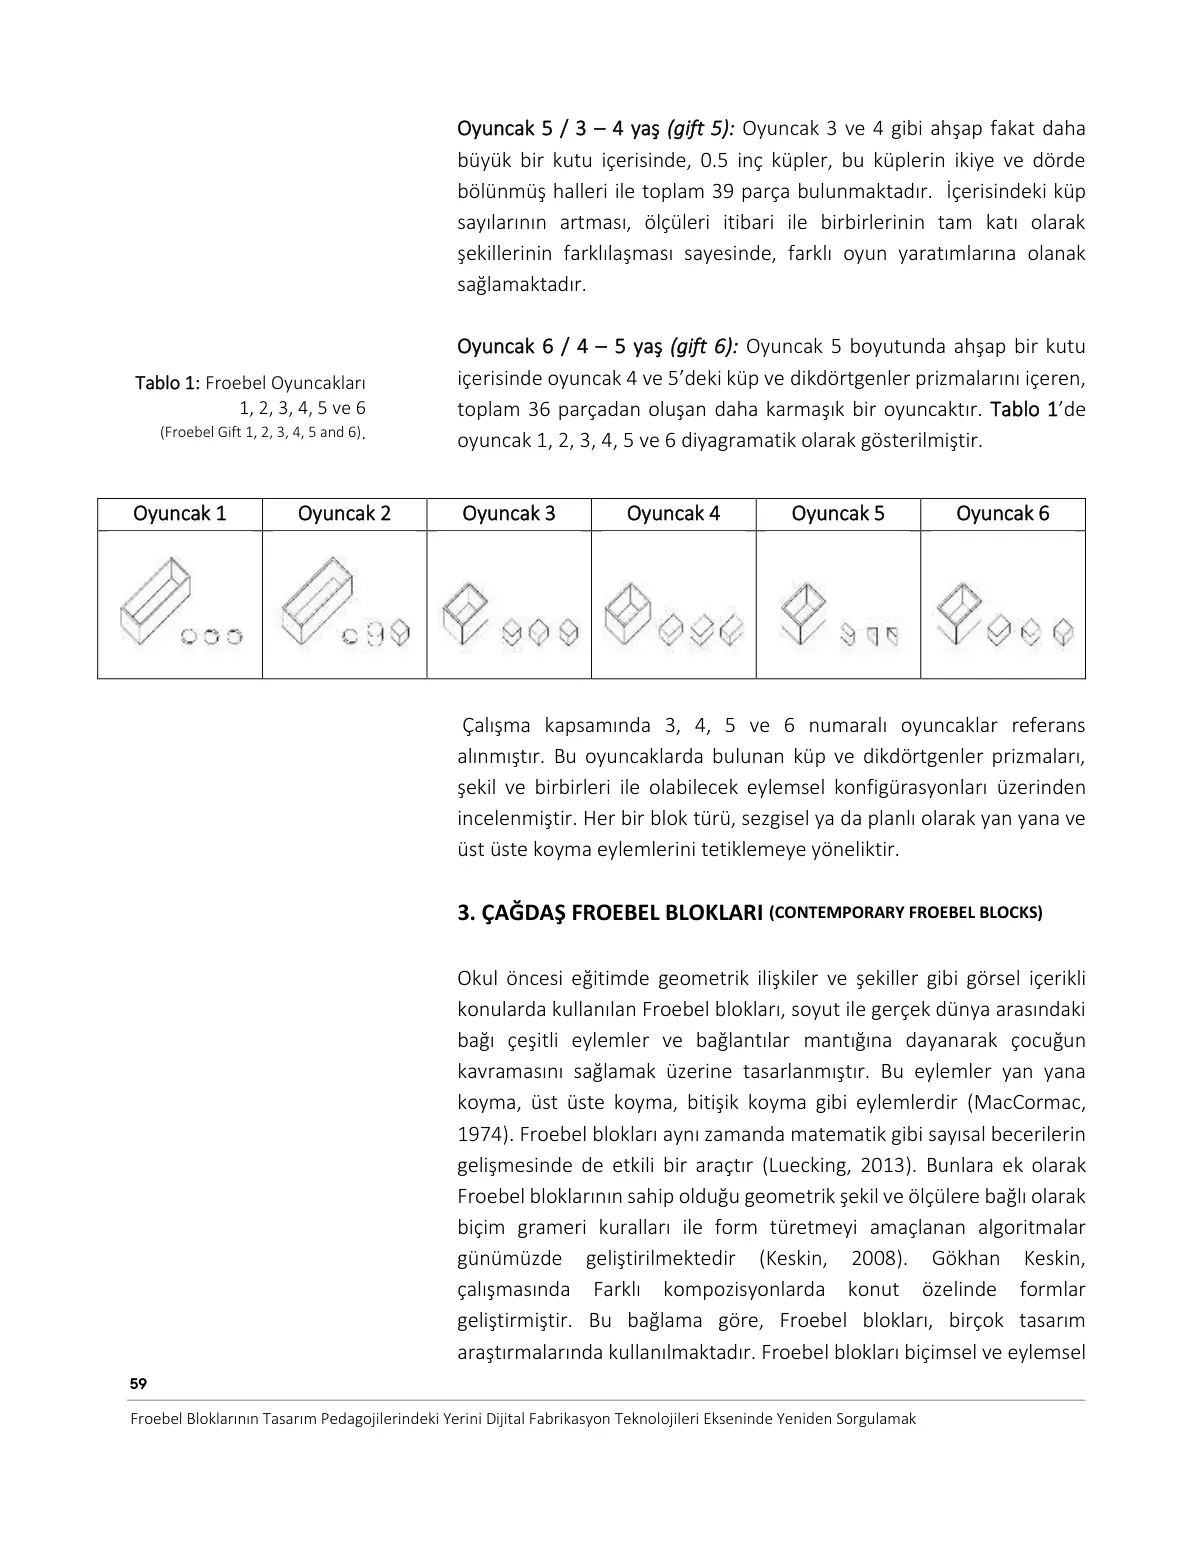 Oyuncak 5 / 3 – 4 yaş (gift 5): Oyuncak 3 ve 4 gibi ahşap fakat daha
büyük bir kutu içerisinde, 0.5 inç küpler, bu küplerin ikiye ve dörde
bölünmüş halleri ile toplam 39 parça bulunmaktadır. İçerisindeki küp
sayılarının artması, ölçüleri itibari ile birbirlerinin tam katı olarak
şekillerinin farklılaşması sayesinde, farklı oyun yaratımlarına olanak
sağlamaktadır.
Oyuncak 6 / 4 – 5 yaş (gift 6): Oyuncak 5 boyutunda ahşap bir kutu
içerisinde oyuncak 4 ve 5’deki küp ve dikdörtgenler prizmalarını içeren,
toplam 36 parçadan oluşan daha karmaşık bir oyuncaktır. Tablo 1’de
oyuncak 1, 2, 3, 4, 5 ve 6 diyagramatik olarak gösterilmiştir.
Tablo 1: Froebel Oyuncakları
1, 2, 3, 4, 5 ve 6
(Froebel Gift 1, 2, 3, 4, 5 and 6).
Oyuncak 1 Oyuncak 2 Oyuncak 3 Oyuncak 4 Oyuncak 5 Oyuncak 6
Çalışma kapsamında 3, 4, 5 ve 6 numaralı oyuncaklar referans
alınmıştır. Bu oyuncaklarda bulunan küp ve dikdörtgenler prizmaları,
şekil ve birbirleri ile olabilecek eylemsel konfigürasyonları üzerinden
incelenmiştir. Her bir blok türü, sezgisel ya da planlı olarak yan yana ve
üst üste koyma eylemlerini tetiklemeye yöneliktir.
3. ÇAĞDAŞ FROEBEL BLOKLARI (CONTEMPORARY FROEBEL BLOCKS)
Okul öncesi eğitimde geometrik ilişkiler ve şekiller gibi görsel içerikli
konularda kullanılan Froebel blokları, soyut ile gerçek dünya arasındaki
bağı çeşitli eylemler ve bağlantılar mantığına dayanarak çocuğun
kavramasını sağlamak üzerine tasarlanmıştır. Bu eylemler yan yana
koyma, üst üste koyma, bitişik koyma gibi eylemlerdir (MacCormac,
1974). Froebel blokları aynı zamanda matematik gibi sayısal becerilerin
gelişmesinde de etkili bir araçtır (Luecking, 2013). Bunlara ek olarak
Froebel bloklarının sahip olduğu geometrik şekil ve ölçülere bağlı olarak
biçim grameri kuralları ile form türetmeyi amaçlanan algoritmalar
günümüzde geliştirilmektedir (Keskin, 2008). Gökhan Keskin,
çalışmasında Farklı kompozisyonlarda konut özelinde formlar
geliştirmiştir. Bu bağlama göre, Froebel blokları, birçok tasarım
araştırmalarında kullanılmaktadır. Froebel blokları biçimsel ve eylemsel
59
Froebel Bloklarının Tasarım Pedagojilerindeki Yerini Dijital Fabrikasyon Teknolojileri Ekseninde Yeniden Sorgulamak